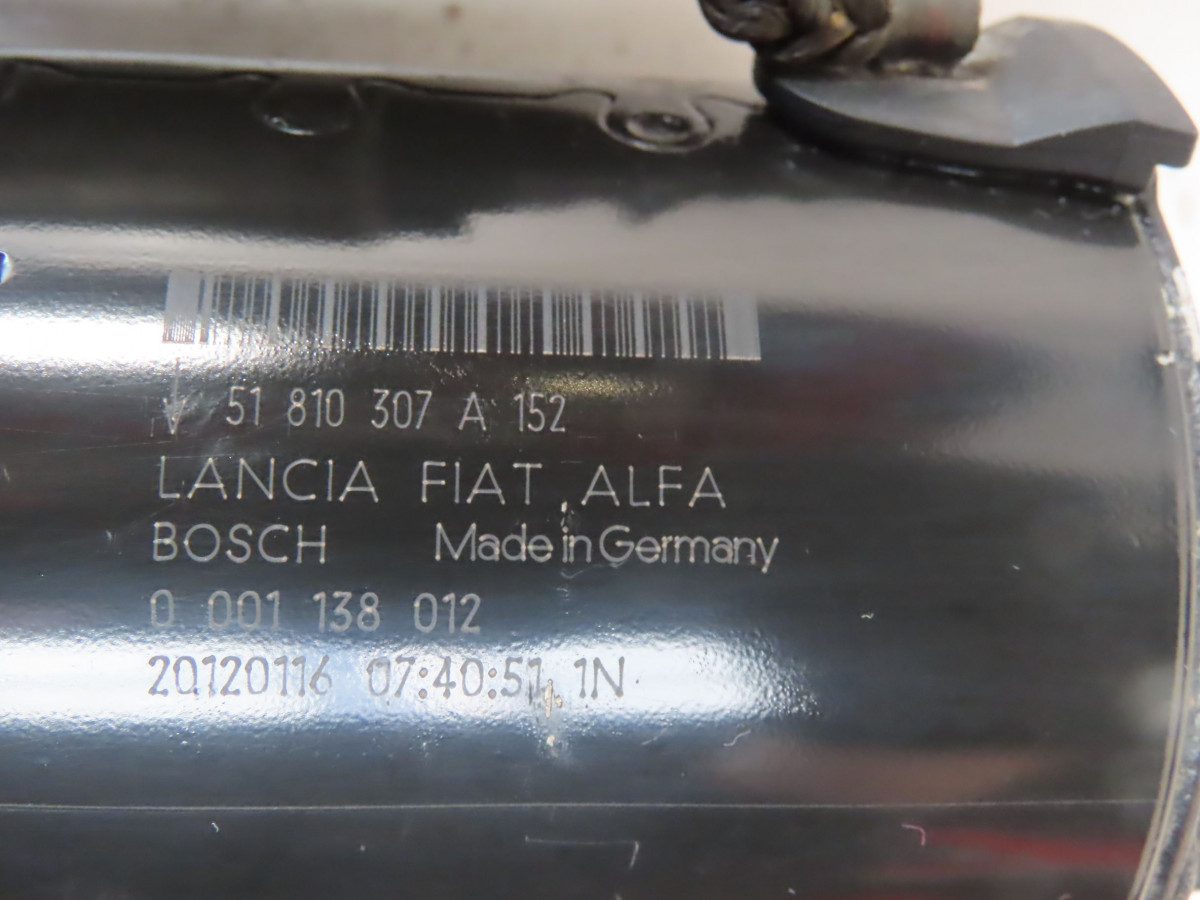 51 810 307 A 152
LANCIA FIAT ALFA
BOSCH Made in Germany
0 001 138 012
20120116 07:40:51 1N